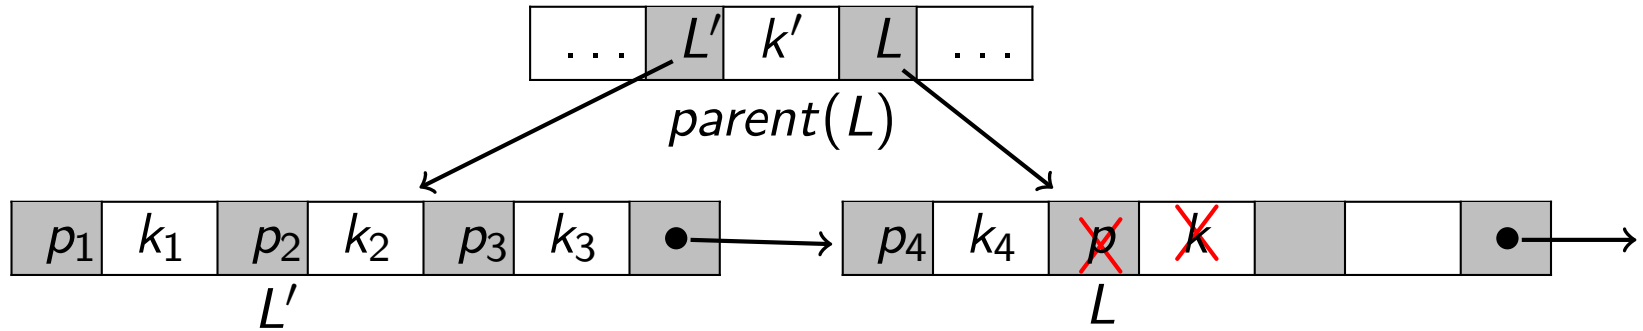 ... L′ k′ L ...
parent(L)
p₁ k₁ p₂ k₂ p₃ k₃ p₄ k₄ p k
L′ L